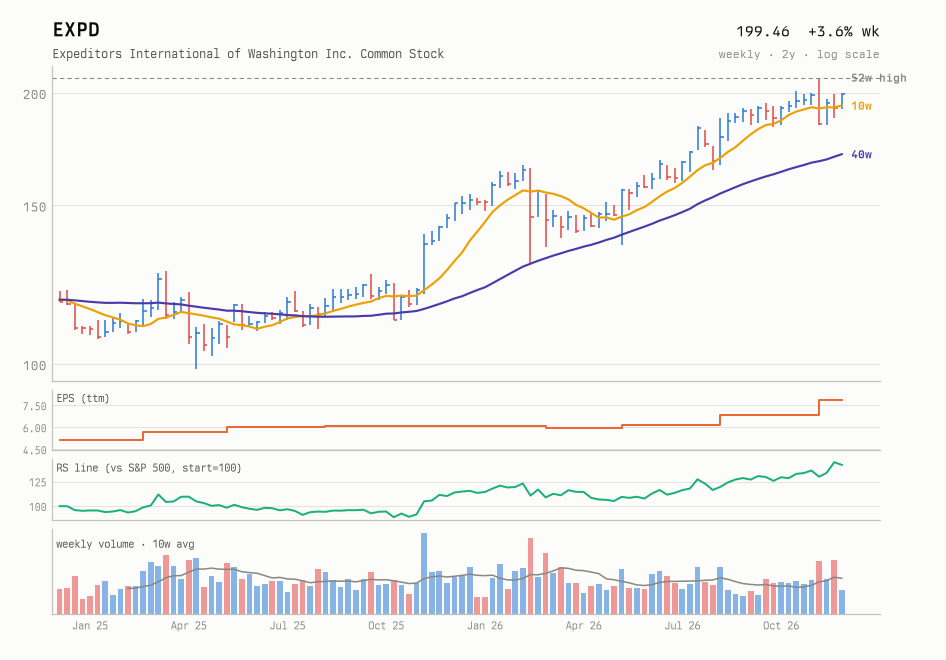 EXPD
199.46 +3.6% wk
Expeditors International of Washington Inc. Common Stock
weekly · 2y · log scale
52w high
200
10w
40w
150
100
EPS (ttm)
7.50
6.00
4.50
RS line (vs S&P 500, start=100)
125
100
weekly volume · 10w avg
Jan 25 Apr 25 Jul 25 Oct 25 Jan 26 Apr 26 Jul 26 Oct 26